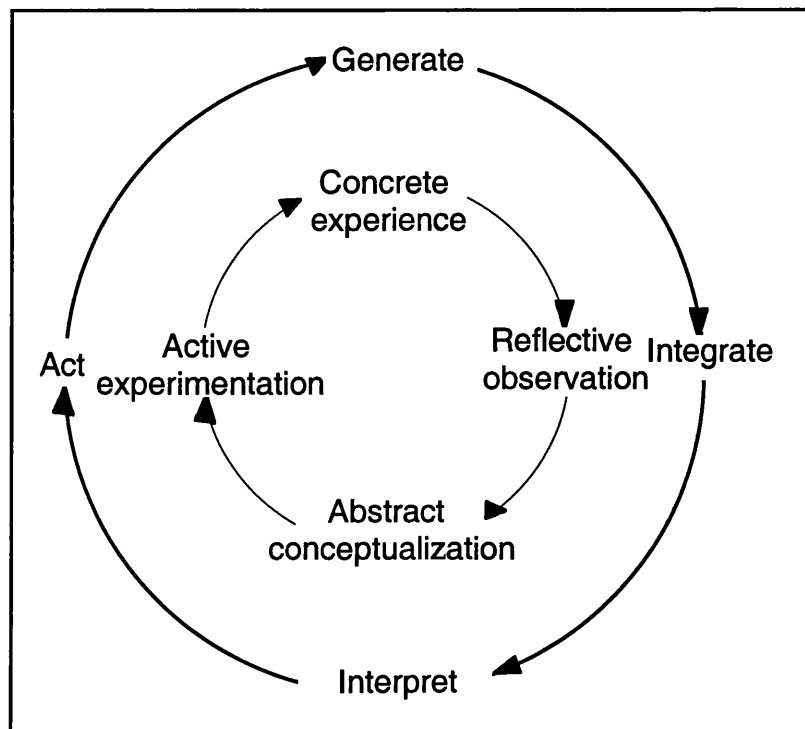 Generate
Concrete
experience
Act
Active
experimentation
Reflective
observation
Integrate
Abstract
conceptualization
Interpret